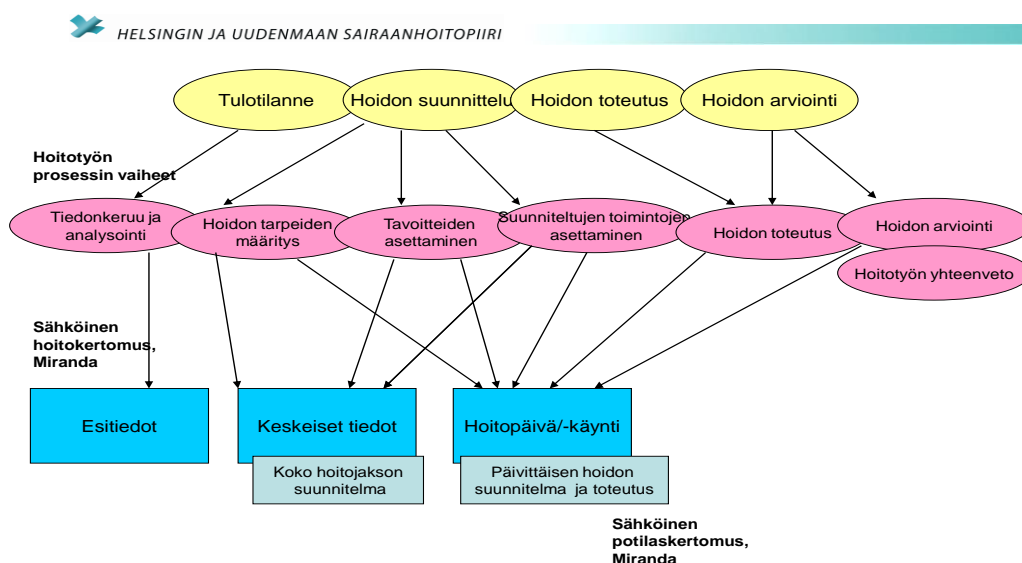 HELSINGIN JA UUDENMAAN SAIRAANHOITOPIIRI
Tulotilanne
Hoidon suunnittelu
Hoidon toteutus
Hoidon arviointi
Hoitotyön
prosessin vaiheet
Tiedonkeruu ja
analysointi
Hoidon tarpeiden
määritys
Tavoitteiden
asettaminen
Suunniteltujen toimintojen
asettaminen
Hoidon toteutus
Hoidon arviointi
Hoitotyön yhteenveto
Sähköinen
hoitokertomus,
Miranda
Esitiedot
Keskeiset tiedot
Hoitopäivä/-käynti
Koko hoitojakson
suunnitelma
Päivittäisen hoidon
suunnitelma ja toteutus
Sähköinen
potilaskertomus,
Miranda